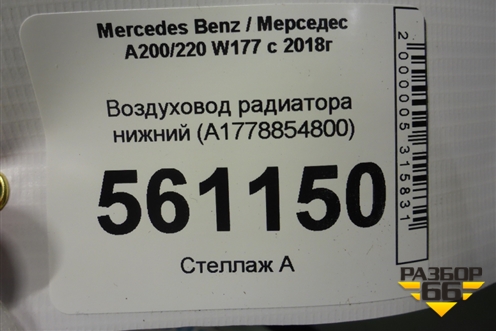 Mercedes Benz / Мерседес
A200/220 W177 с 2018г
Воздуховод радиатора
нижний (A1778854800)
561150
Стеллаж А
2000005315831
РАЗБОР
66